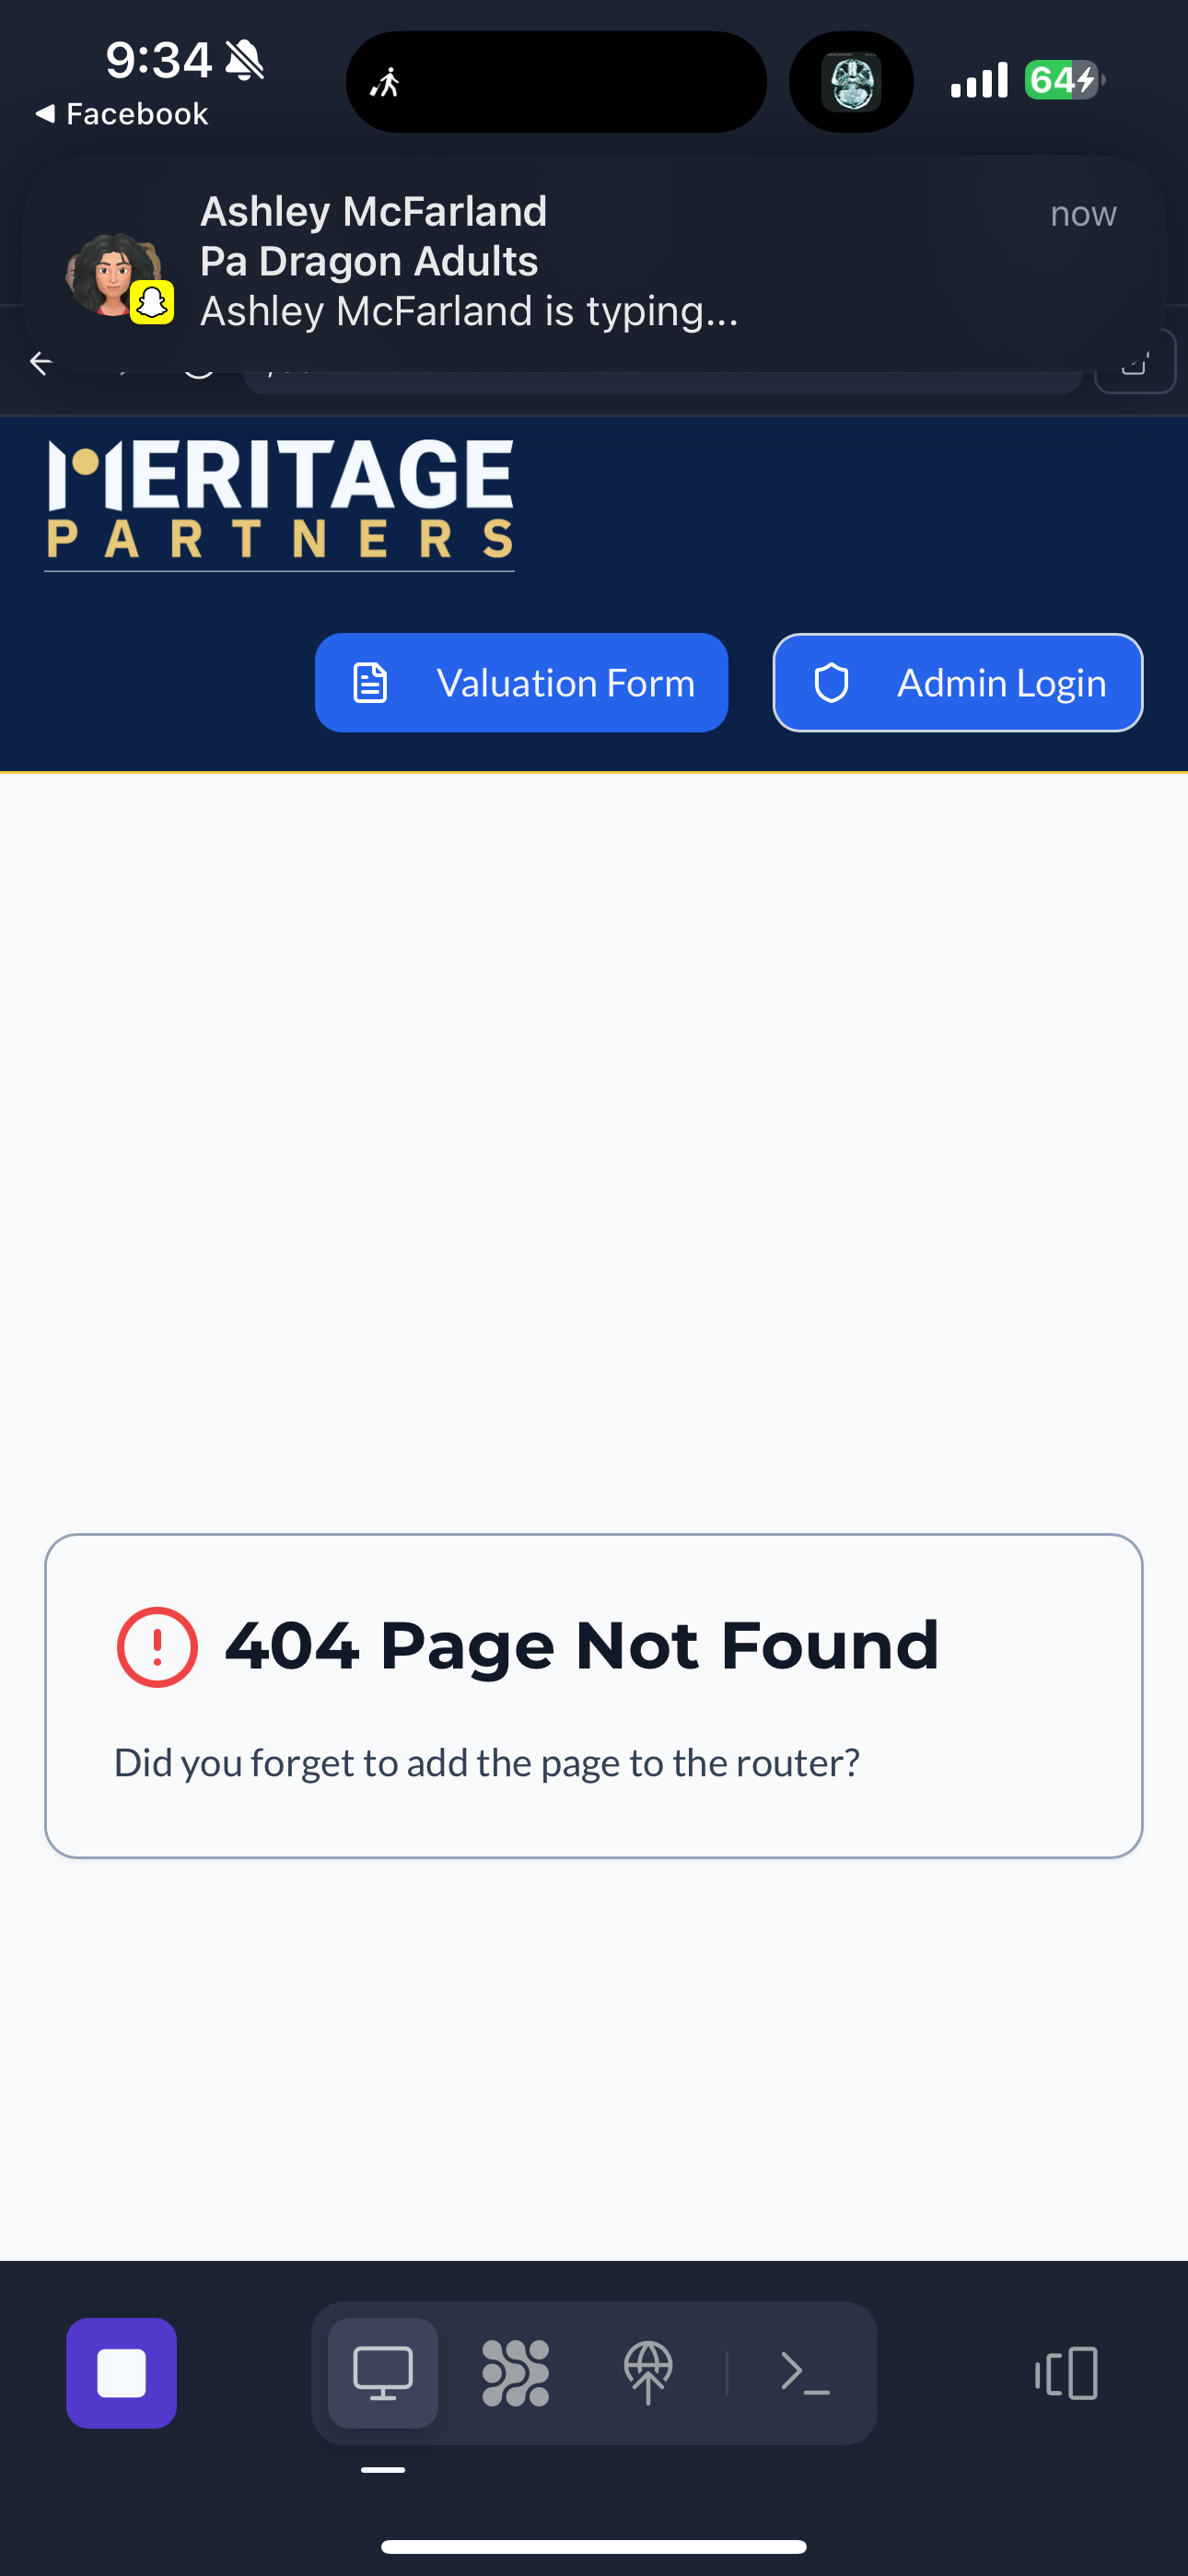 9:34
Facebook
64
Ashley McFarland
now
Pa Dragon Adults
Ashley McFarland is typing...
MERITAGE
PARTNERS
Valuation Form
Admin Login
404 Page Not Found
Did you forget to add the page to the router?